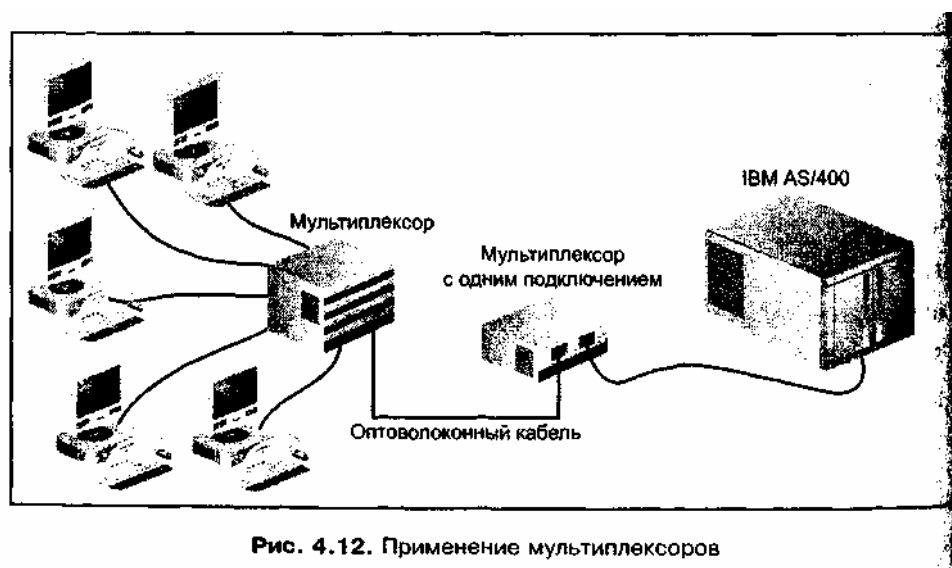 Мультиплексор
IBM AS/400
Мультиплексор
с одним подключением
Оптоволоконный кабель
Рис. 4.12. Применение мультиплексоров